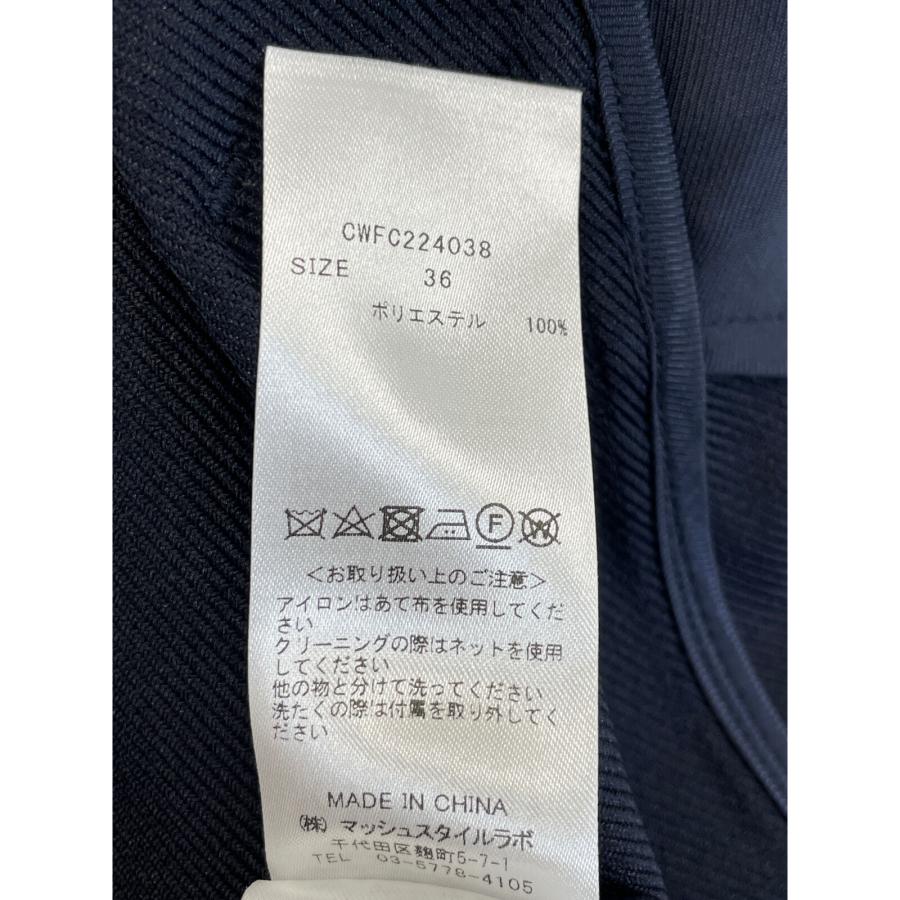 CWFC224038
SIZE 36
ポリエステル 100%
F
W
<お取り扱い上のご注意>
アイロンはあて布を使用してくだ
さい
クリーニングの際はネットを使用
してください
他の物と分けて洗ってください
洗たくの際は付属を取り外してく
ださい
MADE IN CHINA
(株) マッシュスタイルラボ
千代田区麹町5-7-1
TEL 03-5778-4105